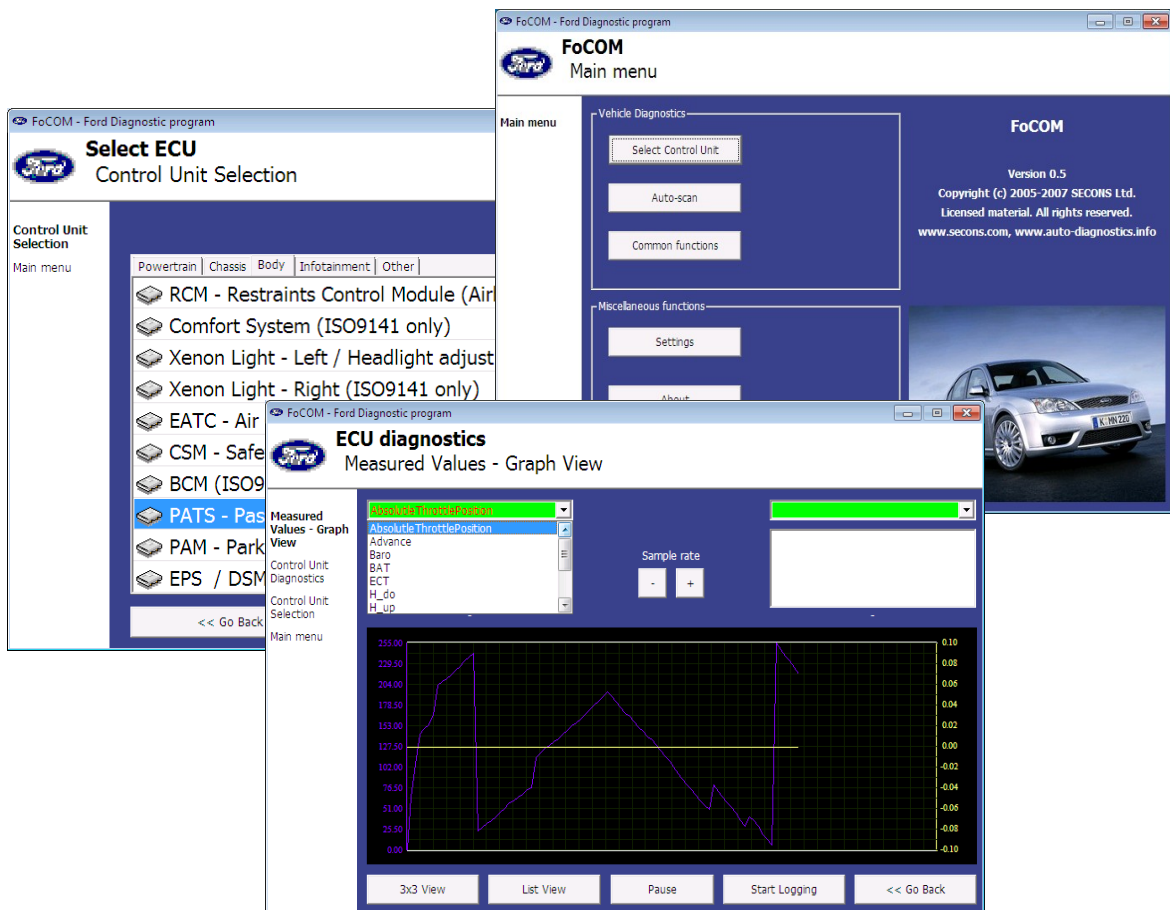 FoCOM - Ford Diagnostic program
Ford
FoCOM
Main menu
Main menu
Vehicle Diagnostics
Select Control Unit
Auto-scan
Common functions
Miscellaneous functions
Settings
About
FoCOM
Version 0.5
Copyright (c) 2005-2007 SECONS Ltd.
Licensed material. All rights reserved.
www.secons.com, www.auto-diagnostics.info
K MN 220
FoCOM - Ford Diagnostic program
Ford
Select ECU
Control Unit Selection
Control Unit
Selection
Main menu
Powertrain Chassis Body Infotainment Other
RCM - Restraints Control Module
Comfort System (ISO9141 only)
Xenon Light - Left / Headlight adjust
Xenon Light - Right (ISO9141 only)
EATC - Air
CSM - Safe
BCM (ISO9
PATS - Pas
PAM - Park
EPS / DSM
<< Go Back
FoCOM - Ford Diagnostic program
Ford
ECU diagnostics
Measured Values - Graph View
Measured
Values - Graph
View
Control Unit
Diagnostics
Control Unit
Selection
Main menu
AbsolutleThrottlePosition
AbsolutleThrottlePosition
Advance
Baro
BAT
ECT
H_do
H_up
Sample rate
- +
- -
255.00 0.10
229.50 0.08
204.00 0.06
178.50 0.04
153.00 0.02
127.50 0.00
102.00 -0.02
76.50 -0.04
51.00 -0.06
25.50 -0.08
0.00 -0.10
3x3 View List View Pause Start Logging << Go Back